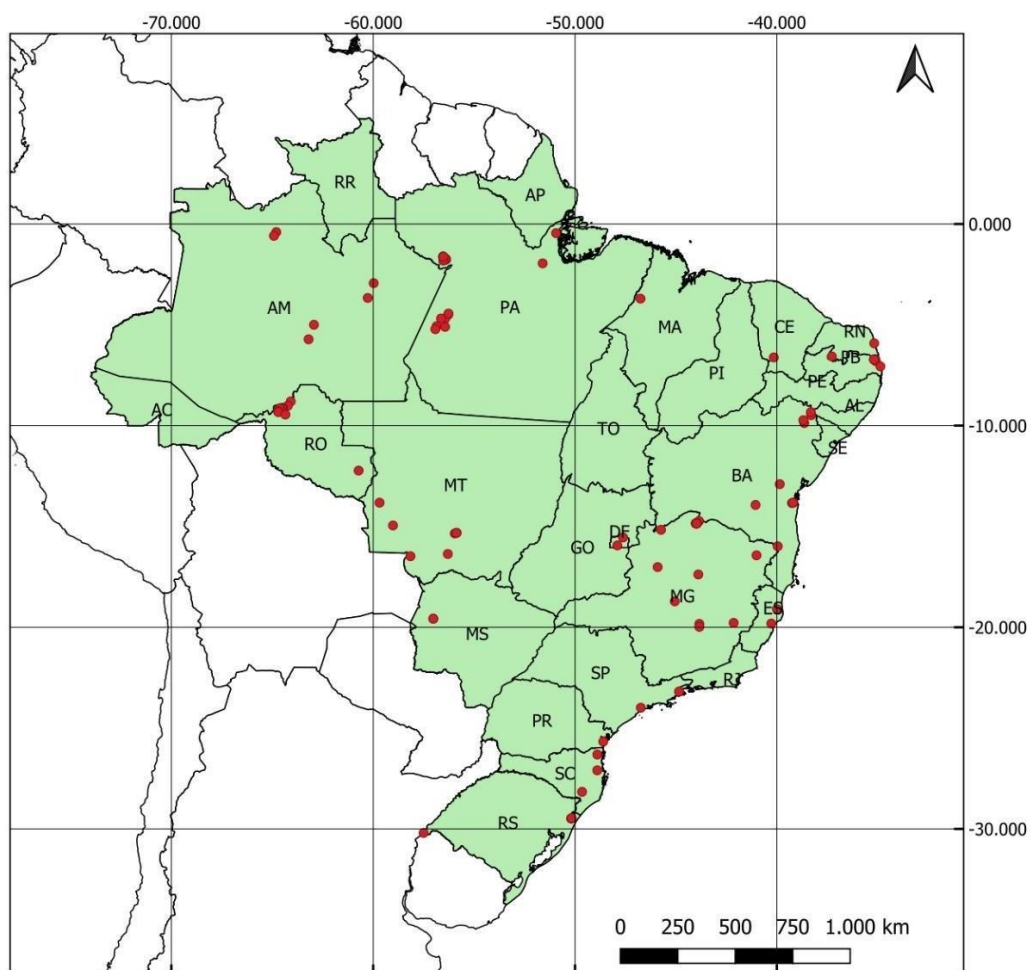 -70.000 -60.000 -50.000 -40.000
RR
AP
0.000
AM
PA
MA
CE
RN
PB
PI
PE
AC
AL
TO
-10.000
RO
SE
BA
MT
DF
GO
MG
ES
-20.000
MS
SP
RJ
PR
SC
RS
-30.000
0 250 500 750 1.000 km